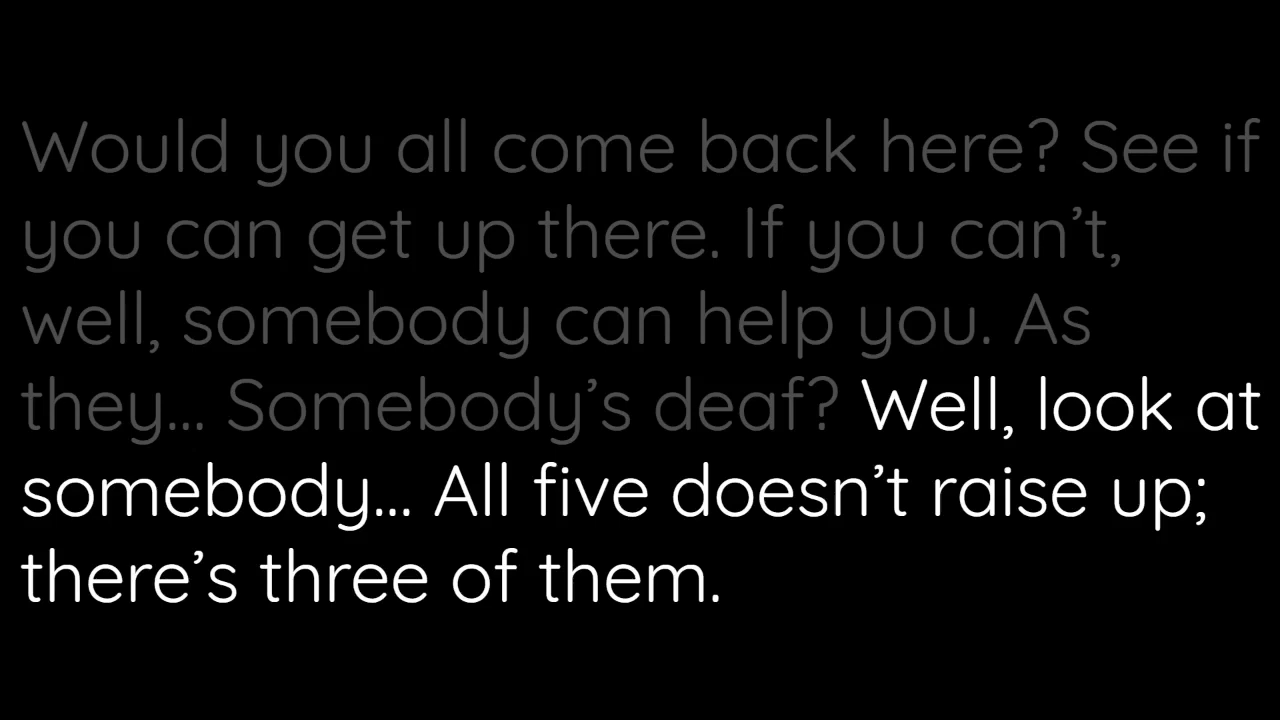 Would you all come back here? See if
you can get up there. If you can’t,
well, somebody can help you. As
they... Somebody’s deaf? Well, look at
somebody... All five doesn’t raise up;
there’s three of them.